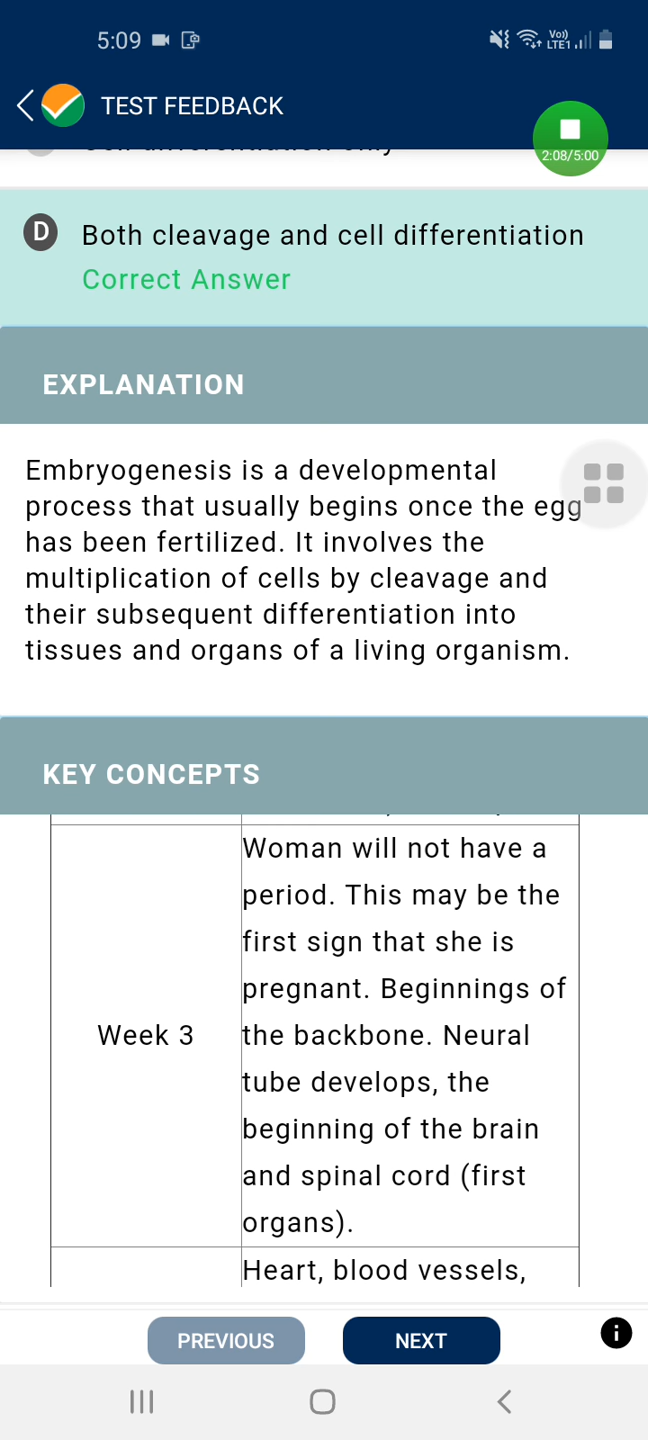 5:09
Vo))
LTE1
TEST FEEDBACK
2:08/5:00
D
Both cleavage and cell differentiation
Correct Answer
EXPLANATION
Embryogenesis is a developmental
process that usually begins once the egg
has been fertilized. It involves the
multiplication of cells by cleavage and
their subsequent differentiation into
tissues and organs of a living organism.
KEY CONCEPTS
Woman will not have a
period. This may be the
first sign that she is
pregnant. Beginnings of
Week 3
the backbone. Neural
tube develops, the
beginning of the brain
and spinal cord (first
organs).
Heart, blood vessels,
PREVIOUS
NEXT